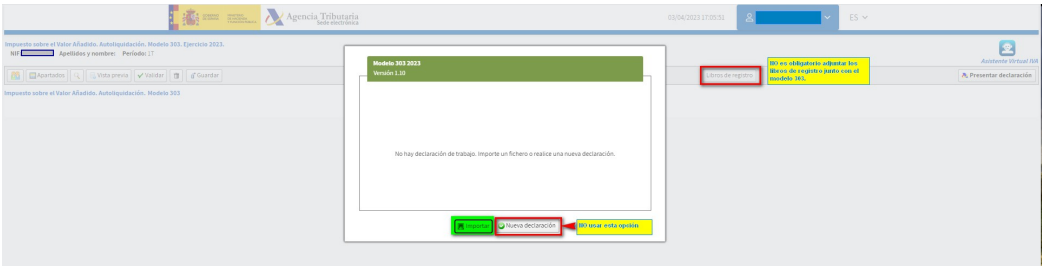 Agencia Tributaria
Sede electrónica
03/04/2023 17:05:51
ES
Impuesto sobre el Valor Añadido. Autoliquidación. Modelo 303. Ejercicio 2023.
NIF Apellidos y nombre: Período: 1T
Asistente Virtual IVA
Apartados Vista previa Validar Guardar Libros de registro Presentar declaración
NO es obligatorio adjuntar los
libros de registro junto con el
modelo 303.
Impuesto sobre el Valor Añadido. Autoliquidación. Modelo 303
Modelo 303 2023
Versión 1.10
No hay declaración de trabajo. Importe un fichero o realice una nueva declaración.
Importar Nueva declaración NO usar esta opción